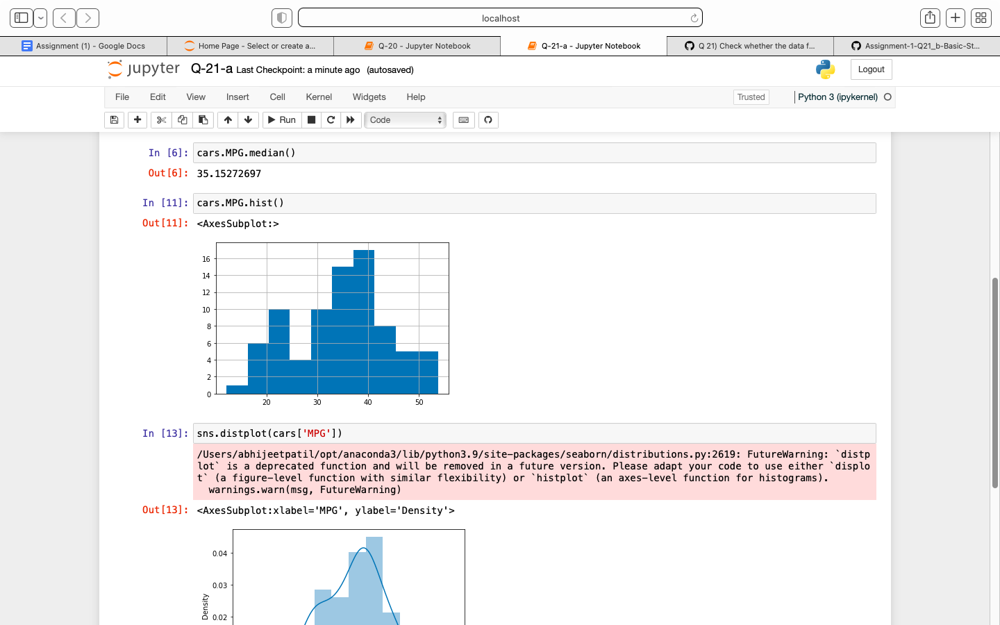 localhost
Assignment (1) - Google Docs
Home Page - Select or create a...
Q-20 - Jupyter Notebook
Q-21-a - Jupyter Notebook
Q 21) Check whether the data f...
Assignment-1-Q21_b-Basic-St...
jupyter Q-21-a Last Checkpoint: a minute ago (autosaved)
Logout
File Edit View Insert Cell Kernel Widgets Help
Trusted
Python 3 (ipykernel)
Run
Code
In [6]: cars.MPG.median()
Out[6]: 35.15272697
In [11]: cars.MPG.hist()
Out[11]: <AxesSubplot:>
16
14
12
10
8
6
4
2
0
20 30 40 50
In [13]: sns.distplot(cars['MPG'])
/Users/abhijeetpatil/opt/anaconda3/lib/python3.9/site-packages/seaborn/distributions.py:2619: FutureWarning: `distp
lot` is a deprecated function and will be removed in a future version. Please adapt your code to use either `displo
t` (a figure-level function with similar flexibility) or `histplot` (an axes-level function for histograms).
warnings.warn(msg, FutureWarning)
Out[13]: <AxesSubplot:xlabel='MPG', ylabel='Density'>
0.04
0.03
0.02
Density